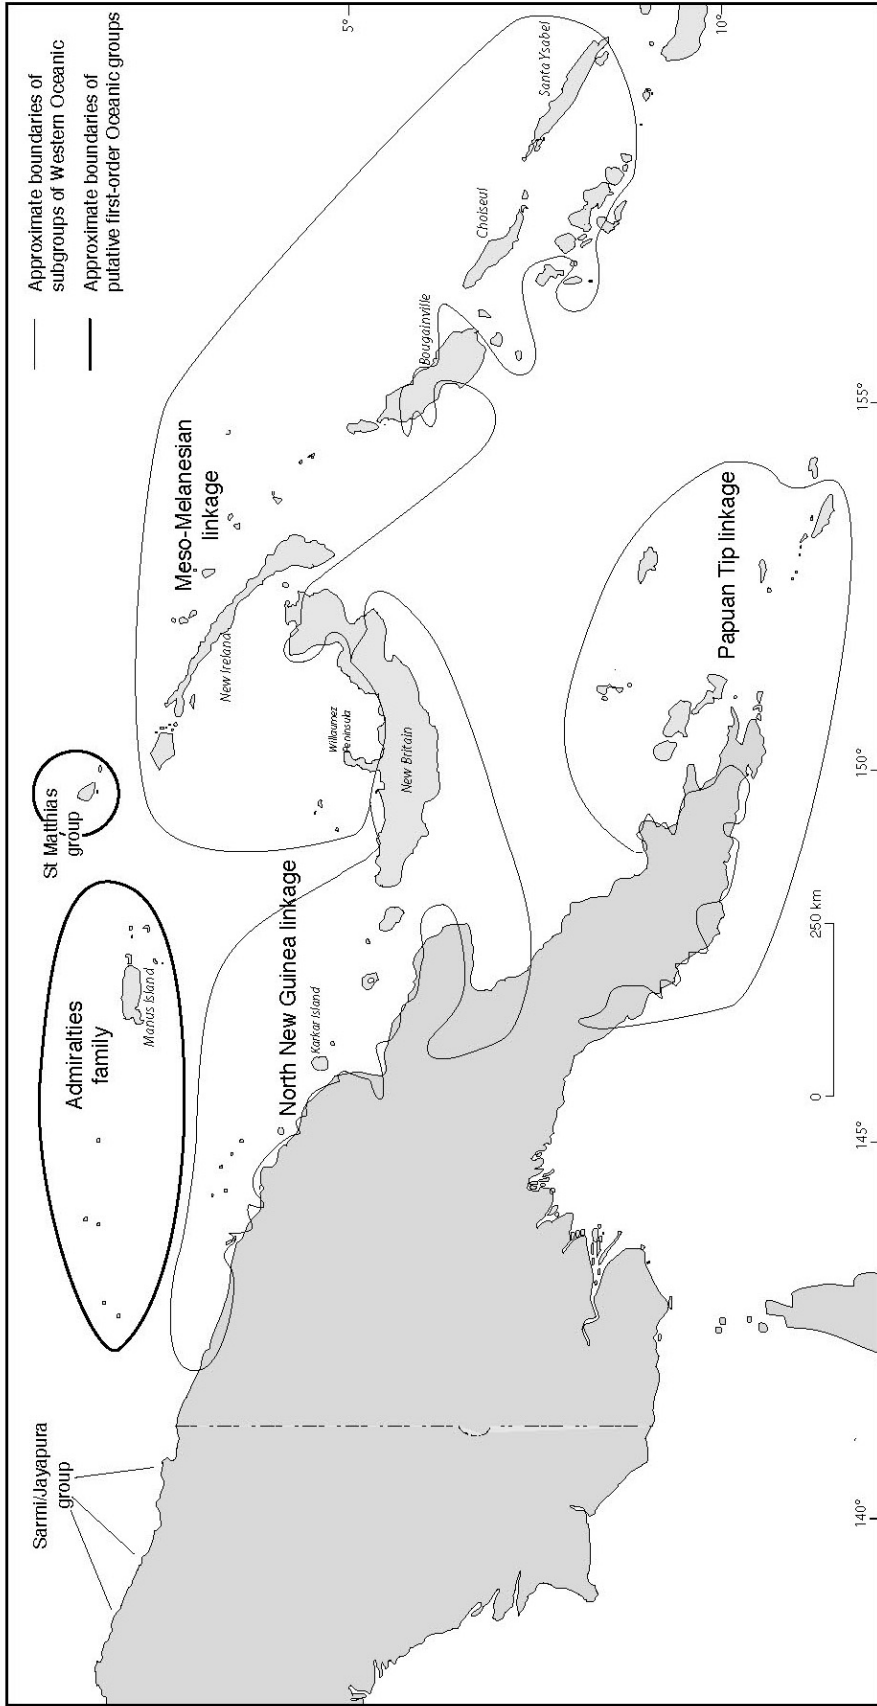 Approximate boundaries of
subgroups of Western Oceanic
Approximate boundaries of
putative first-order Oceanic groups
Sarmi/Jayapura
group
Admiralties
family
Manus Island
St Matthias
group
Meso-Melanesian
linkage
New Ireland
Willaumez
Peninsula
New Britain
North New Guinea linkage
Karkar Island
Bougainville
Choiseul
Santa Ysabel
Papuan Tip linkage
0
250 km
5°
10°
140°
145°
150°
155°